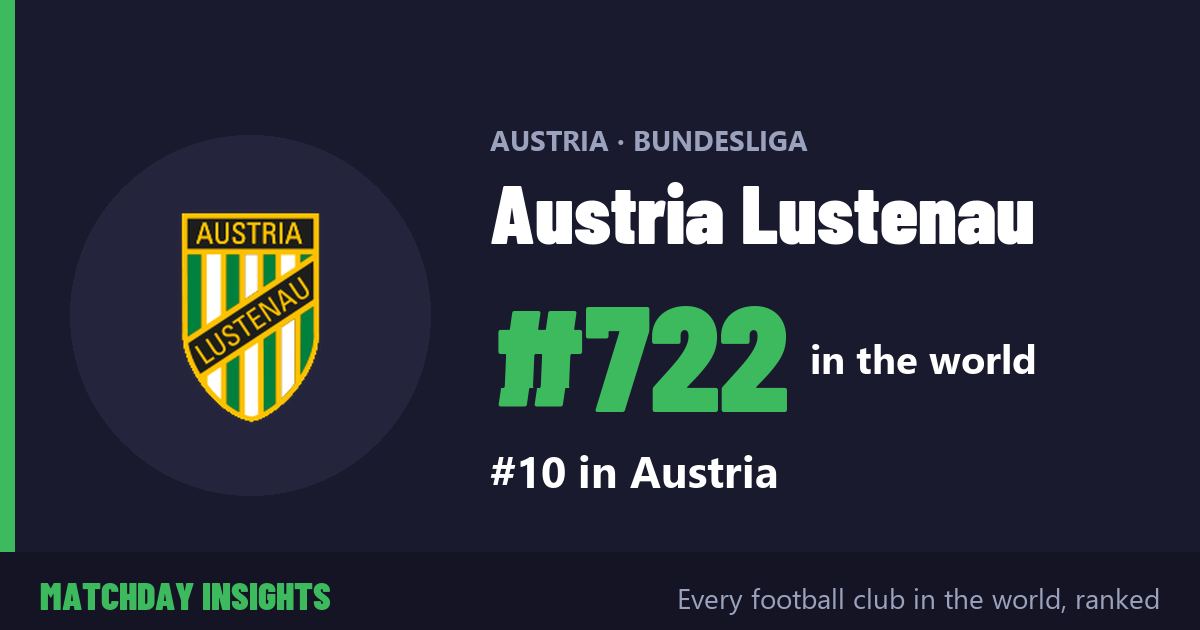 AUSTRIA
LUSTENAU
AUSTRIA · BUNDESLIGA
Austria Lustenau
#722 in the world
#10 in Austria
MATCHDAY INSIGHTS
Every football club in the world, ranked